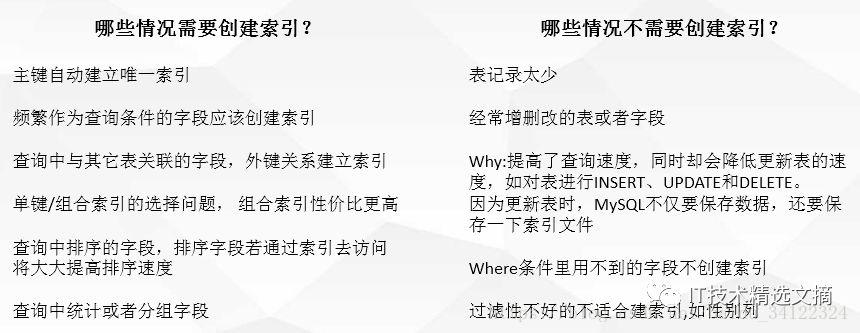 哪些情况需要创建索引？
主键自动建立唯一索引
频繁作为查询条件的字段应该创建索引
查询中与其它表关联的字段，外键关系建立索引
单键/组合索引的选择问题， 组合索引性价比更高
查询中排序的字段，排序字段若通过索引去访问
将大大提高排序速度
查询中统计或者分组字段
哪些情况不需要创建索引？
表记录太少
经常增删改的表或者字段
Why:提高了查询速度，同时却会降低更新表的速
度，如对表进行INSERT、UPDATE和DELETE。
因为更新表时，MySQL不仅要保存数据，还要保
存一下索引文件
Where条件里用不到的字段不创建索引
过滤性不好的不适合建索引,如性别列
IT技术精选文摘
34122324